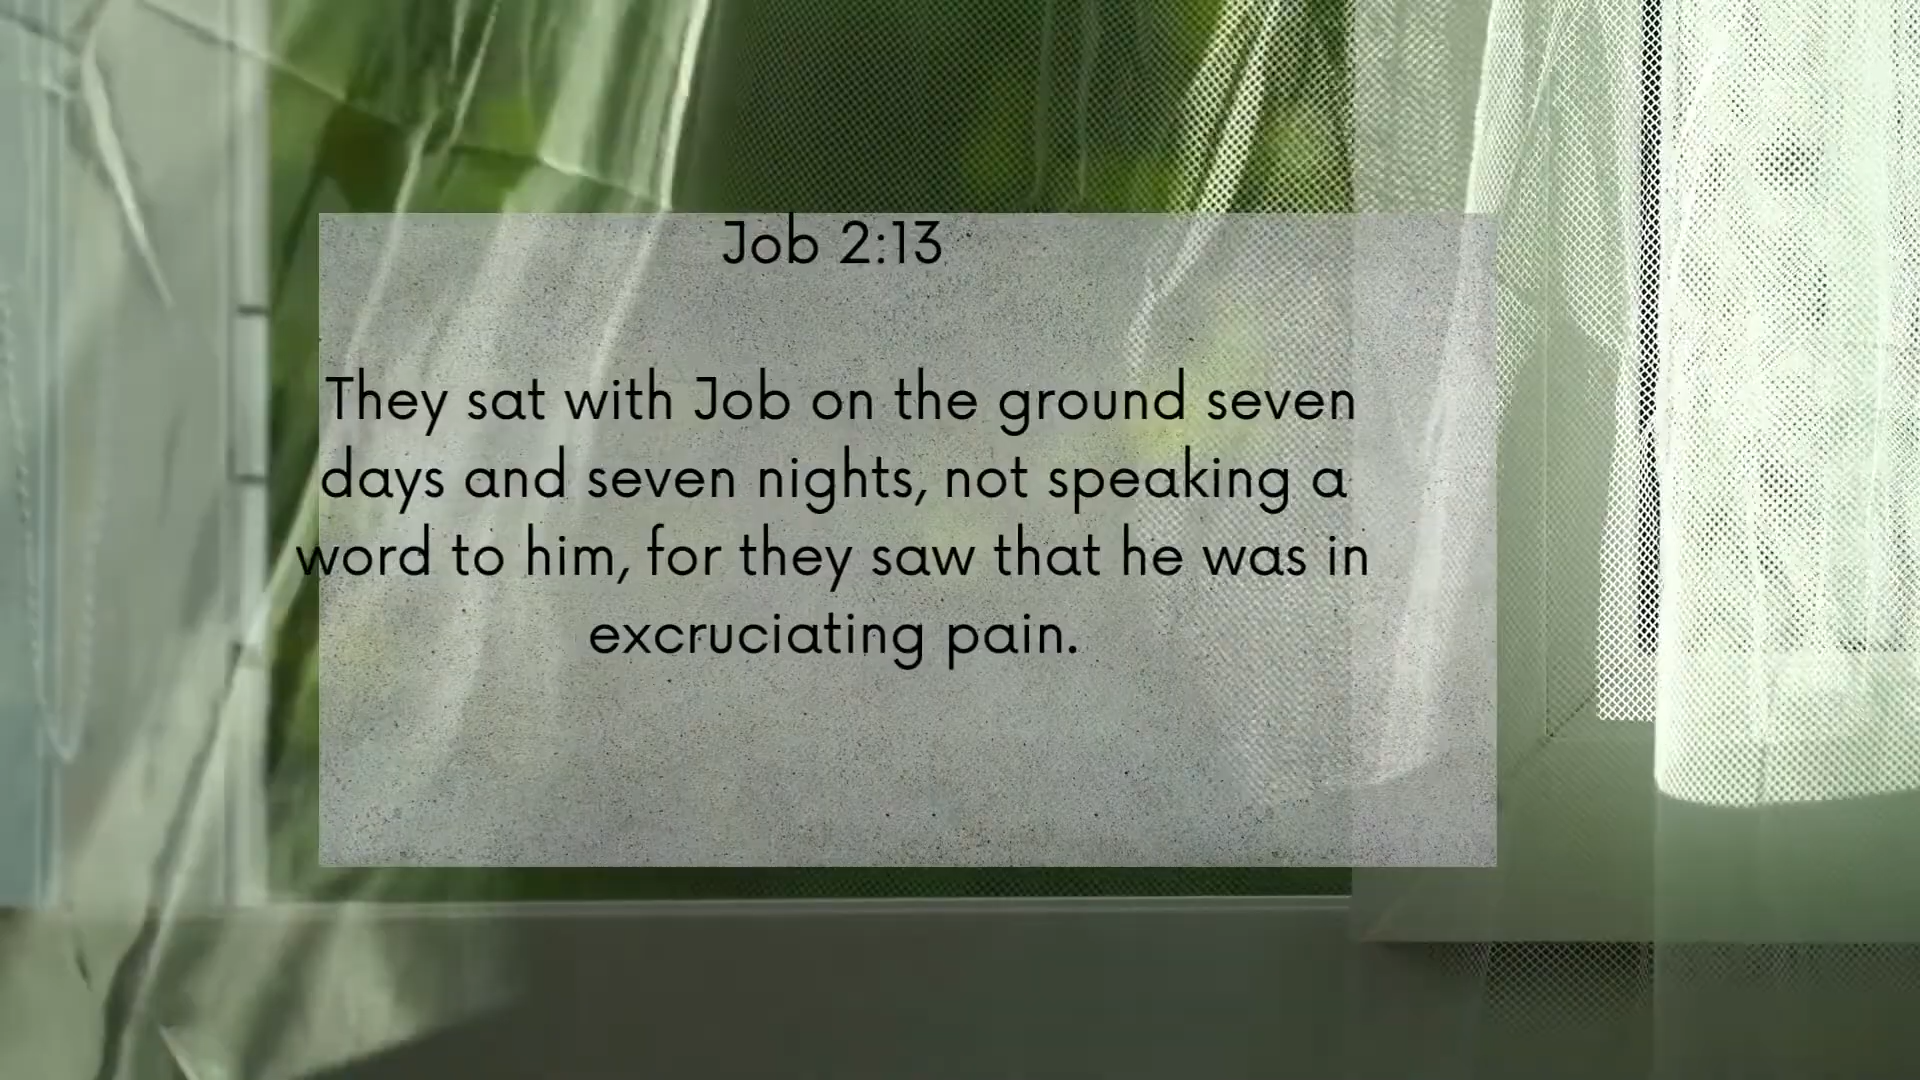 Job 2:13
They sat with Job on the ground seven
days and seven nights, not speaking a
word to him, for they saw that he was in
excruciating pain.